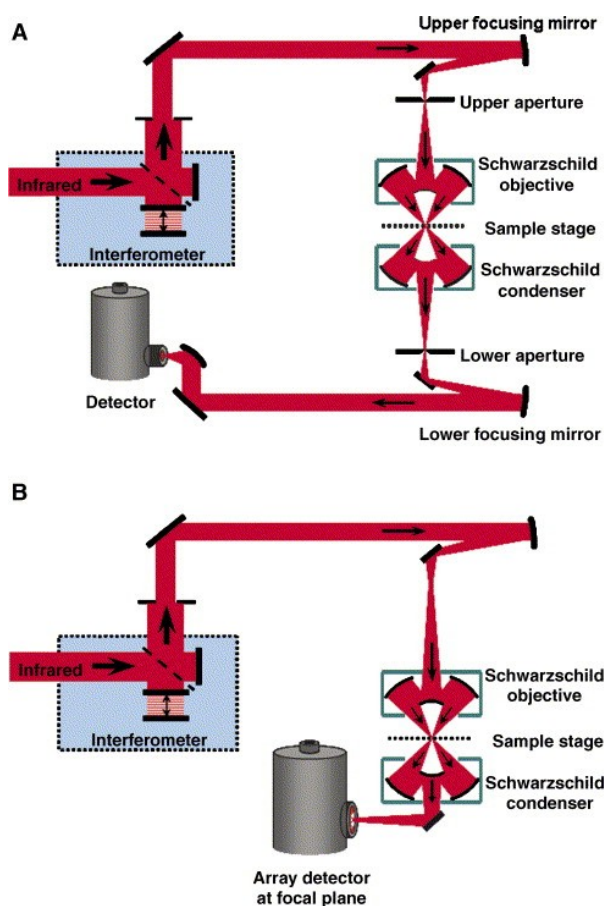 A
Upper focusing mirror
Upper aperture
Schwarzschild
objective
Infrared
Sample stage
Interferometer
Schwarzschild
condenser
Lower aperture
Detector
Lower focusing mirror
B
Infrared
Schwarzschild
objective
Interferometer
Sample stage
Schwarzschild
condenser
Array detector
at focal plane